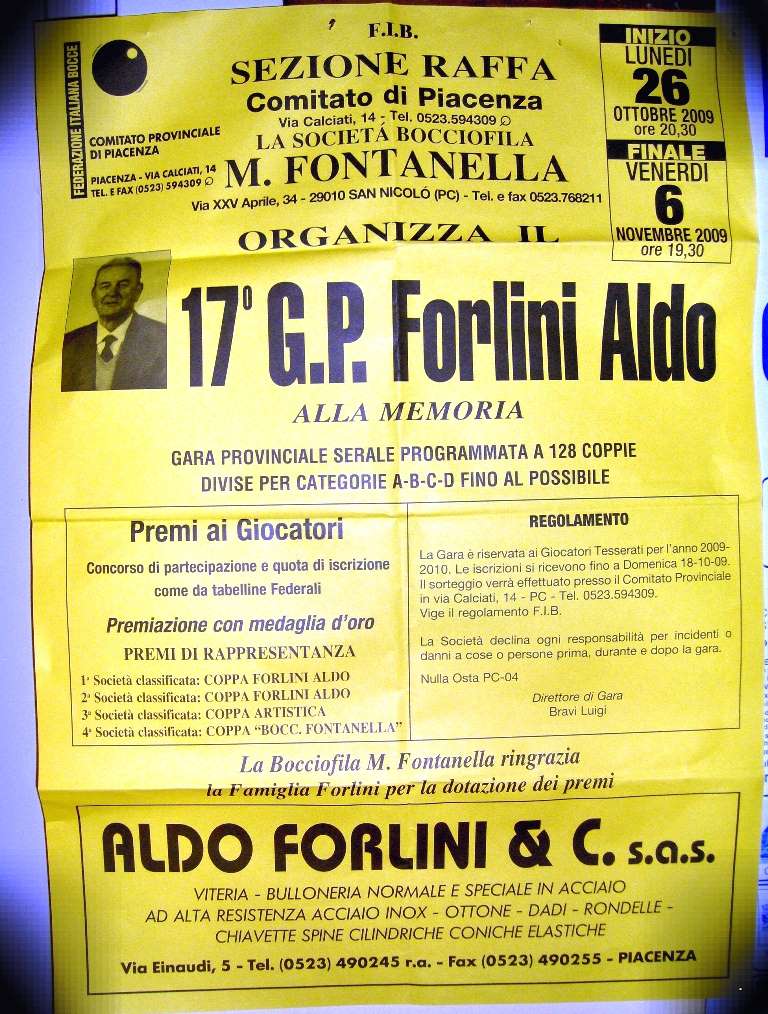 F.I.B.
SEZIONE RAFFA
Comitato di Piacenza
Via Calciati, 14 - Tel. 0523.594309
LA SOCIETÁ BOCCIOFILA
M. FONTANELLA
Via XXV Aprile, 34 - 29010 SAN NICOLÓ (PC) - Tel. e fax 0523.768211
FEDERAZIONE ITALIANA BOCCE
COMITATO PROVINCIALE
DI PIACENZA
PIACENZA - VIA CALCIATI, 14
TEL. E FAX (0523) 594309
INIZIO
LUNEDI
26
OTTOBRE 2009
ore 20,30
FINALE
VENERDI
6
NOVEMBRE 2009
ore 19,30
ORGANIZZA IL
17° G.P. Forlini Aldo
ALLA MEMORIA
GARA PROVINCIALE SERALE PROGRAMMATA A 128 COPPIE
DIVISE PER CATEGORIE A-B-C-D FINO AL POSSIBILE
Premi ai Giocatori
Concorso di partecipazione e quota di iscrizione
come da tabelline Federali
Premiazione con medaglia d'oro
PREMI DI RAPPRESENTANZA
1ª Società classificata: COPPA FORLINI ALDO
2ª Società classificata: COPPA FORLINI ALDO
3ª Società classificata: COPPA ARTISTICA
4ª Società classificata: COPPA "BOCC. FONTANELLA"
REGOLAMENTO
La Gara è riservata ai Giocatori Tesserati per l'anno 2009-
2010. Le iscrizioni si ricevono fino a Domenica 18-10-09.
Il sorteggio verrà effettuato presso il Comitato Provinciale
in via Calciati, 14 - PC - Tel. 0523.594309.
Vige il regolamento F.I.B.
La Società declina ogni responsabilità per incidenti o
danni a cose o persone prima, durante e dopo la gara.
Nulla Osta PC-04
Direttore di Gara
Bravi Luigi
La Bocciofila M. Fontanella ringrazia
la Famiglia Forlini per la dotazione dei premi
ALDO FORLINI & C. s.a.s.
VITERIA - BULLONERIA NORMALE E SPECIALE IN ACCIAIO
AD ALTA RESISTENZA ACCIAIO INOX - OTTONE - DADI - RONDELLE -
CHIAVETTE SPINE CILINDRICHE CONICHE ELASTICHE
Via Einaudi, 5 - Tel. (0523) 490245 r.a. - Fax (0523) 490255 - PIACENZA